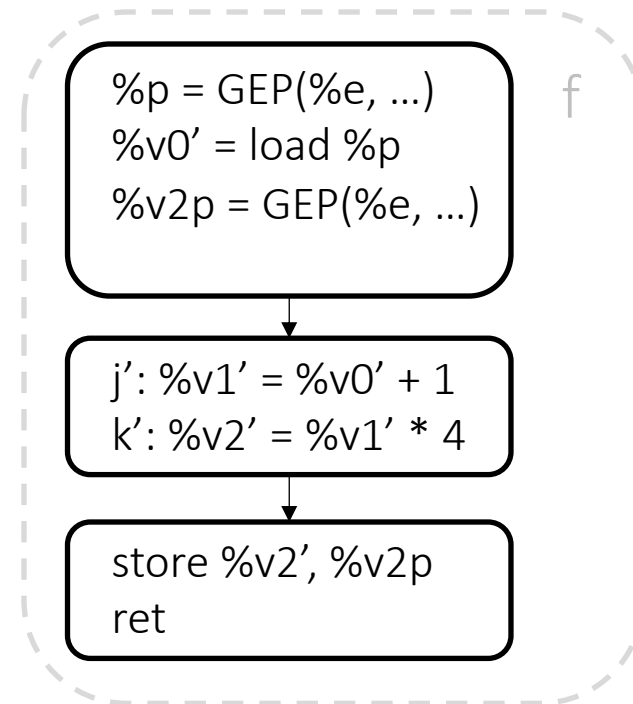 f
%p = GEP(%e, …)
%v0’ = load %p
%v2p = GEP(%e, …)
j’: %v1’ = %v0’ + 1
k’: %v2’ = %v1’ * 4
store %v2’, %v2p
ret